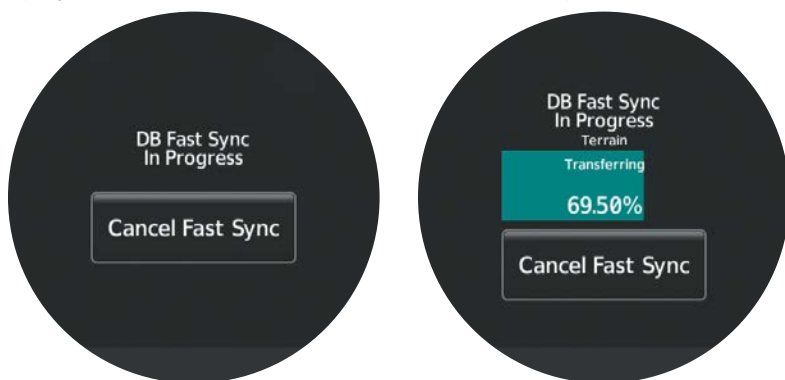 DB Fast Sync
In Progress
Cancel Fast Sync
DB Fast Sync
In Progress
Terrain
Transferring
69.50%
Cancel Fast Sync